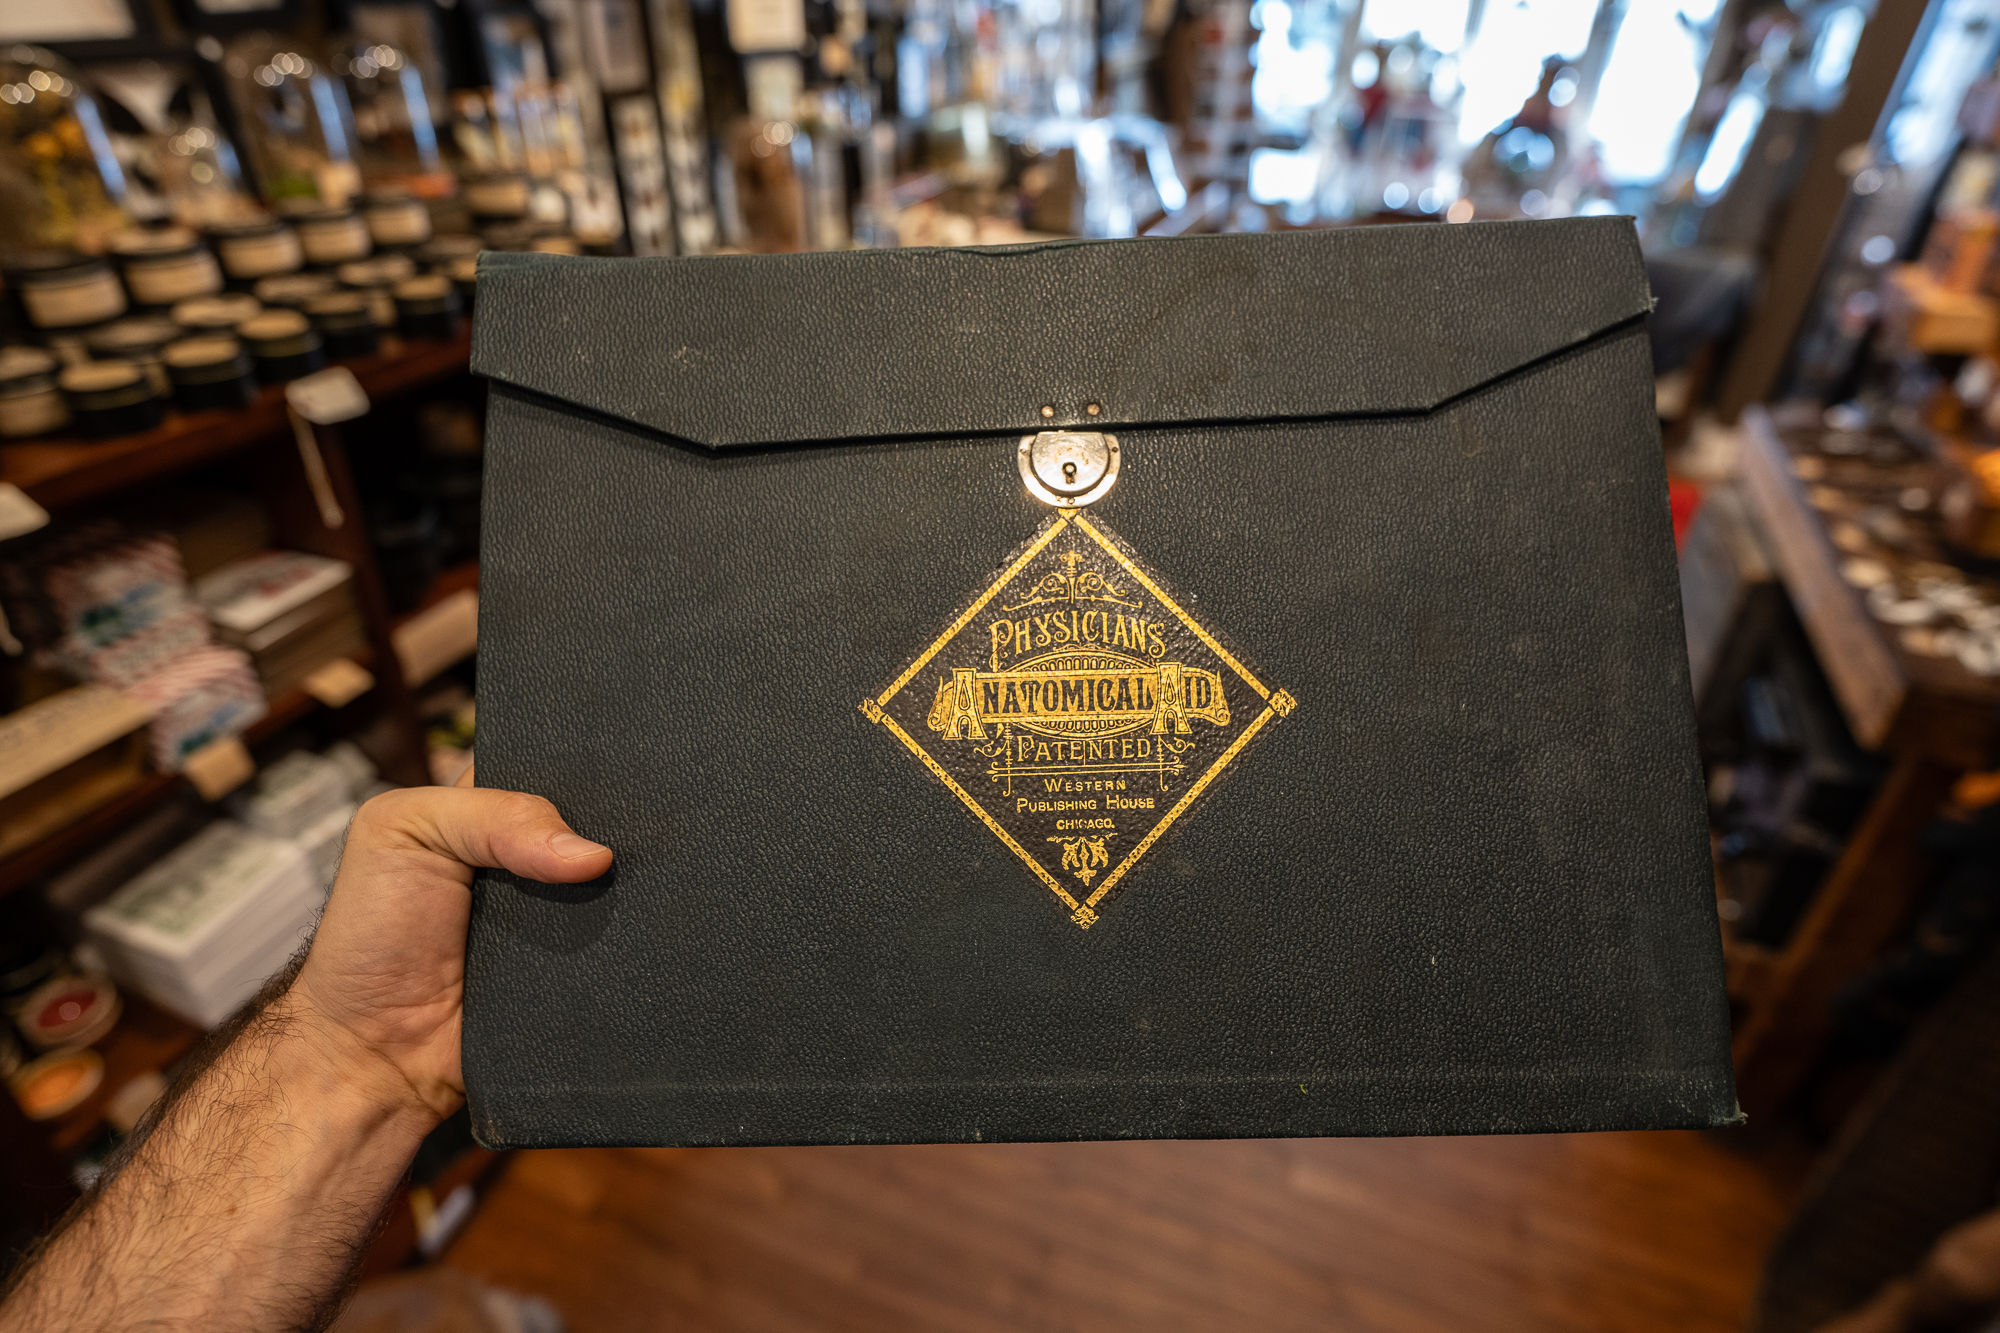 PHYSICIANS
ANATOMICAL AID
PATENTED
WESTERN
PUBLISHING HOUSE
CHICAGO.